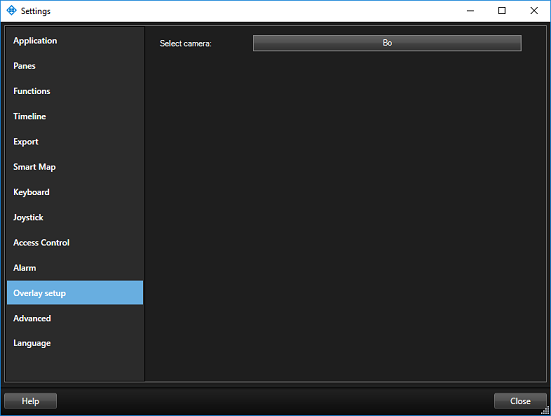 Settings
Application
Select camera:
Bo
Panes
Functions
Timeline
Export
Smart Map
Keyboard
Joystick
Access Control
Alarm
Overlay setup
Advanced
Language
Help
Close